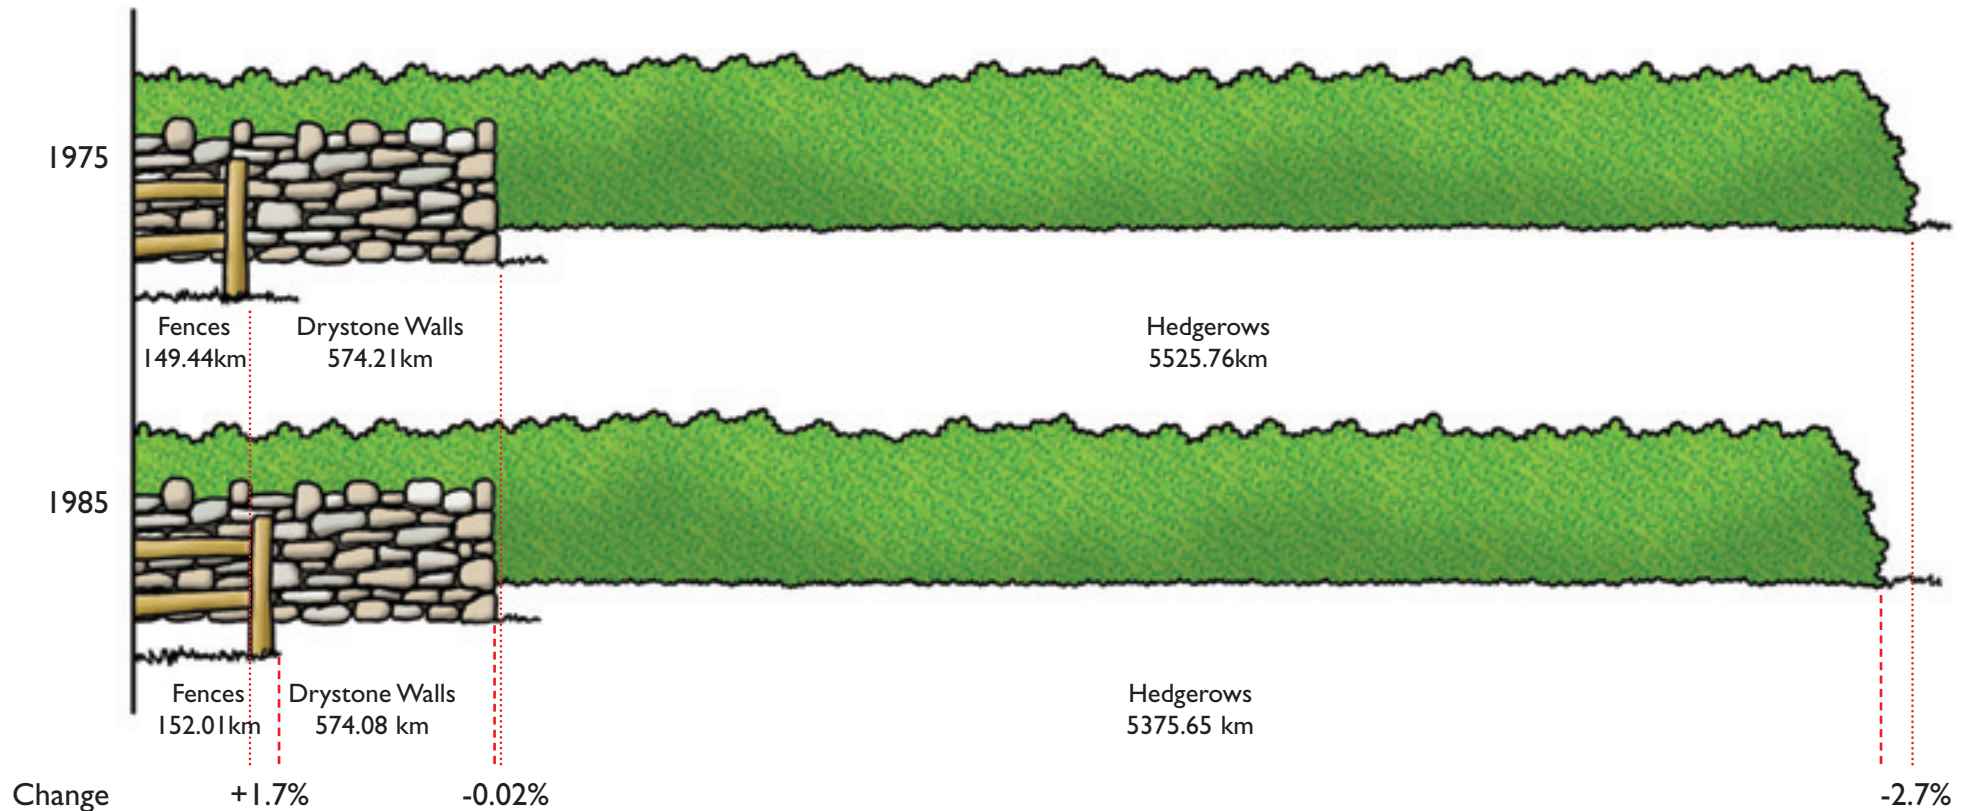 1975
Fences
149.44km
Drystone Walls
574.21km
Hedgerows
5525.76km
1985
Fences
152.01km
Drystone Walls
574.08 km
Hedgerows
5375.65 km
Change
+1.7%
-0.02%
-2.7%